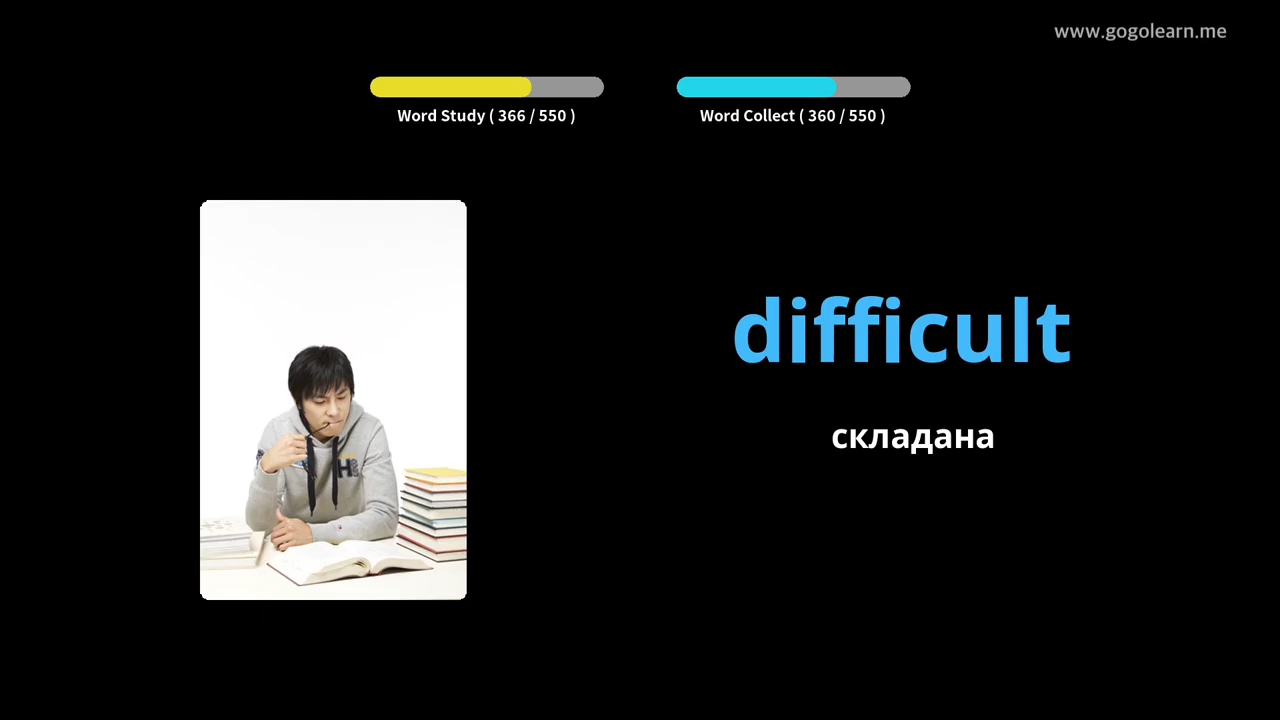 www.gogolearn.me
Word Study ( 366 / 550 )
Word Collect ( 360 / 550 )
difficult
складана
H